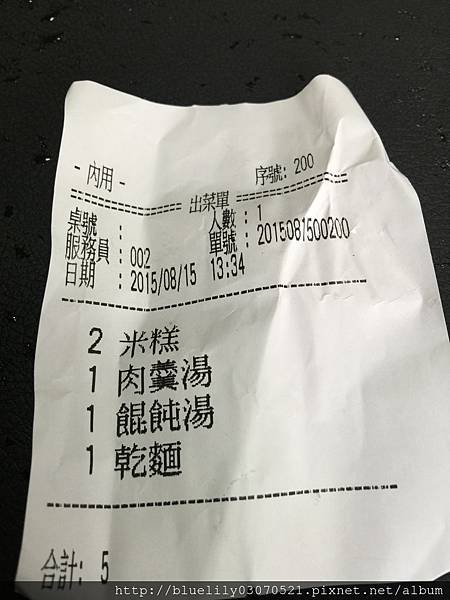 - 內用 -	序號: 200
出菜單
桌號 :	人數 : 1
服務員 : 002	單號 : 2015081500200
日期 : 2015/08/15 13:34
2 米糕
1 肉羹湯
1 餛飩湯
1 乾麵
合計: 5
http://bluelily03070521.pixnet.net/album